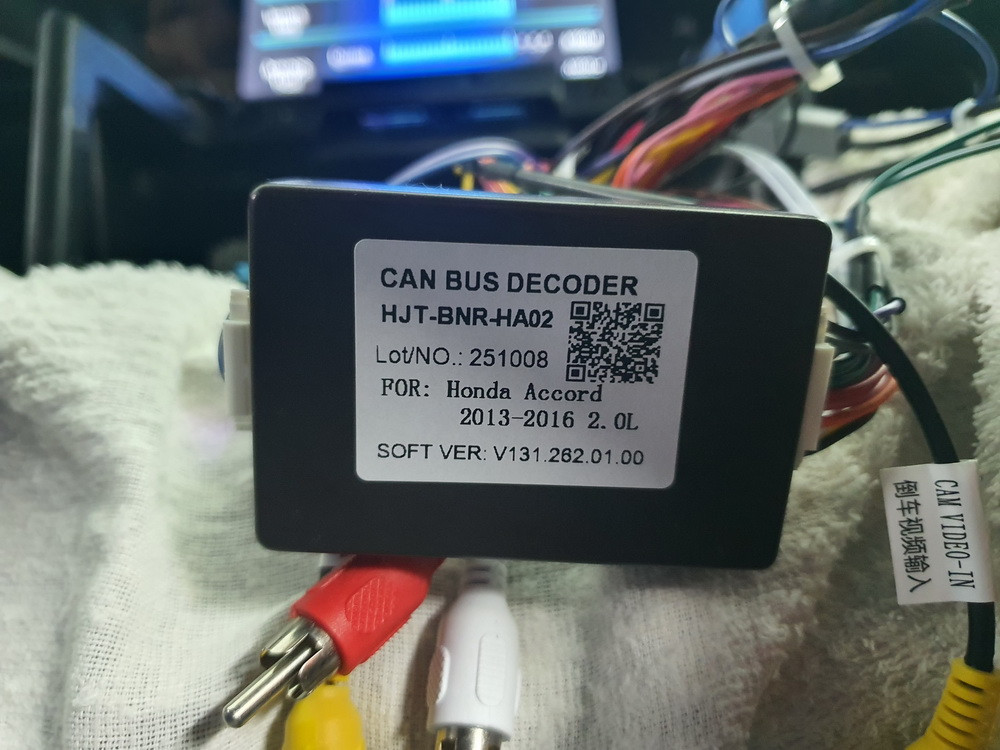 CAN BUS DECODER
HJT-BNR-HA02
Lot/NO.: 251008
FOR: Honda Accord
2013-2016 2.0L
SOFT VER: V131.262.01.00
CAM VIDEO-IN
倒车视频输入